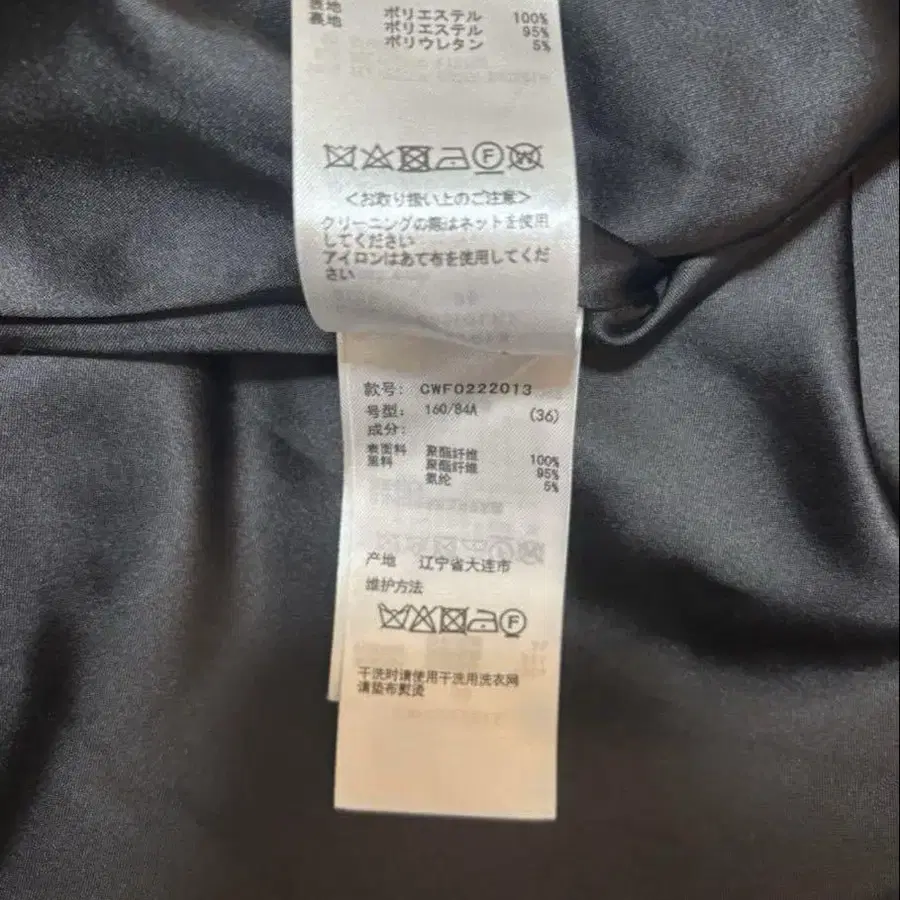 表地 ポリエステル 100%
裏地 ポリエステル 95%
ポリウレタン 5%
F W
<お取り扱い上のご注意>
クリーニングの際はネットを使用
してください
アイロンはあて布を使用してくだ
さい
款号: CWF0222013
号型: 160/84A (36)
成分:
表面料 聚酯纤维 100%
里料 聚酯纤维 95%
氨纶 5%
产地 辽宁省大连市
维护方法
F
干洗时请使用干洗用洗衣网
请垫布熨烫